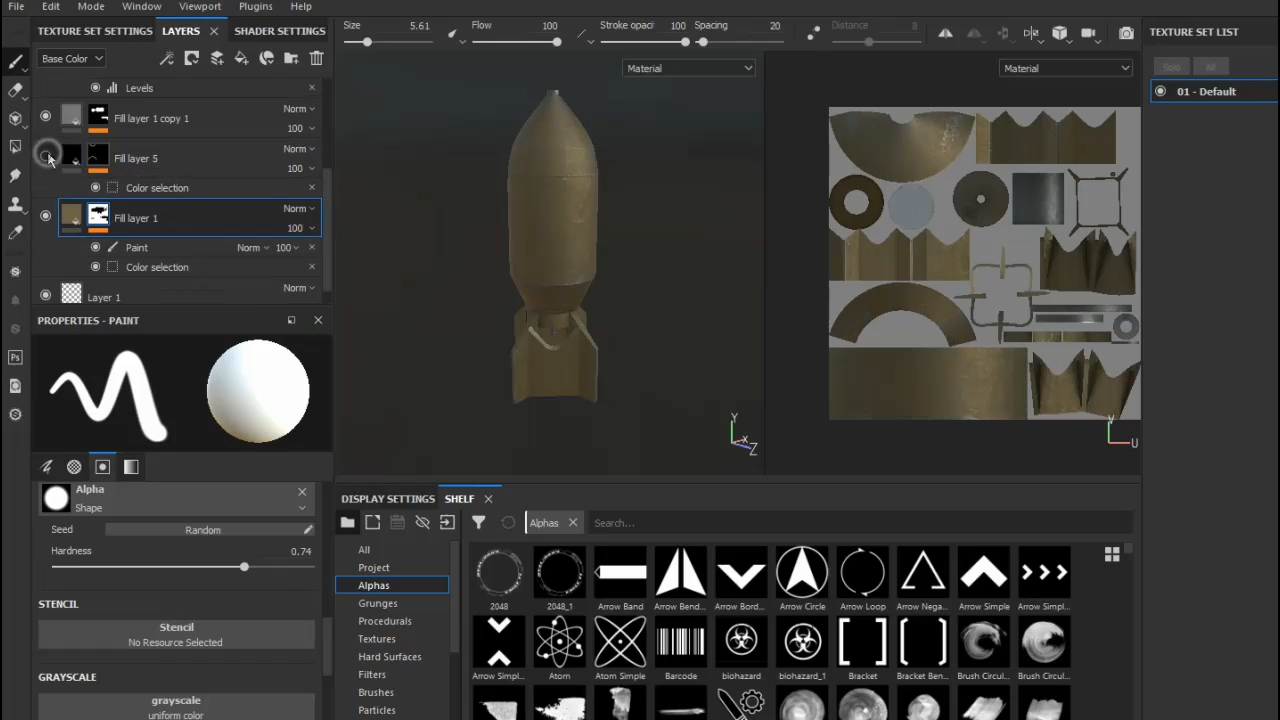 File Edit Mode Window Viewport Plugins Help
TEXTURE SET SETTINGS LAYERS SHADER SETTINGS
Size 5.61 Flow 100 Stroke opaci 100 Spacing 20 Distance 8
TEXTURE SET LIST
Base Color
Material
Material
Solo All
01 - Default
Levels
Fill layer 1 copy 1 Norm
100
Fill layer 5 Norm
100
Color selection
Fill layer 1 Norm
100
Paint Norm 100
Color selection
Layer 1 Norm
PROPERTIES - PAINT
Y
X
Z
V
U
Alpha
Shape
Seed Random
Hardness 0.74
STENCIL
Stencil
No Resource Selected
GRAYSCALE
grayscale
uniform color
DISPLAY SETTINGS SHELF
Alphas Search...
All
Project
Alphas
Grunges
Procedurals
Textures
Hard Surfaces
Filters
Brushes
Particles
2048 2048_1 Arrow Band Arrow Bend... Arrow Bord... Arrow Circle Arrow Loop Arrow Nega... Arrow Simple Arrow Simpl...
Arrow Simpl... Atom Atom Simple Barcode biohazard biohazard_1 Bracket Bracket Ben... Brush Circul... Brush Circul...
Ps